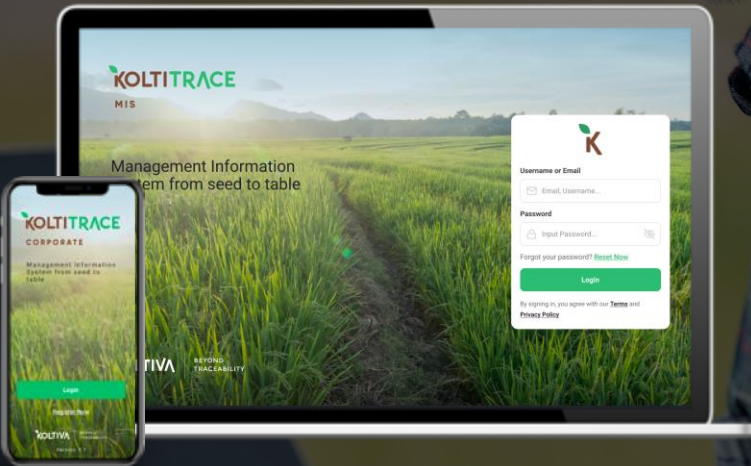 KOLTITRACE
MIS
Management Information
System from seed to table
Username or Email
Email, Username...
Password
Input Password...
Forgot your password? Reset Now
Login
By signing in, you agree with our Terms and
Privacy Policy
BEYOND
TRACEABILITY
KOLTITRACE
CORPORATE
Management Information
System from seed to
table
Login
Register Now
KOLTIVA